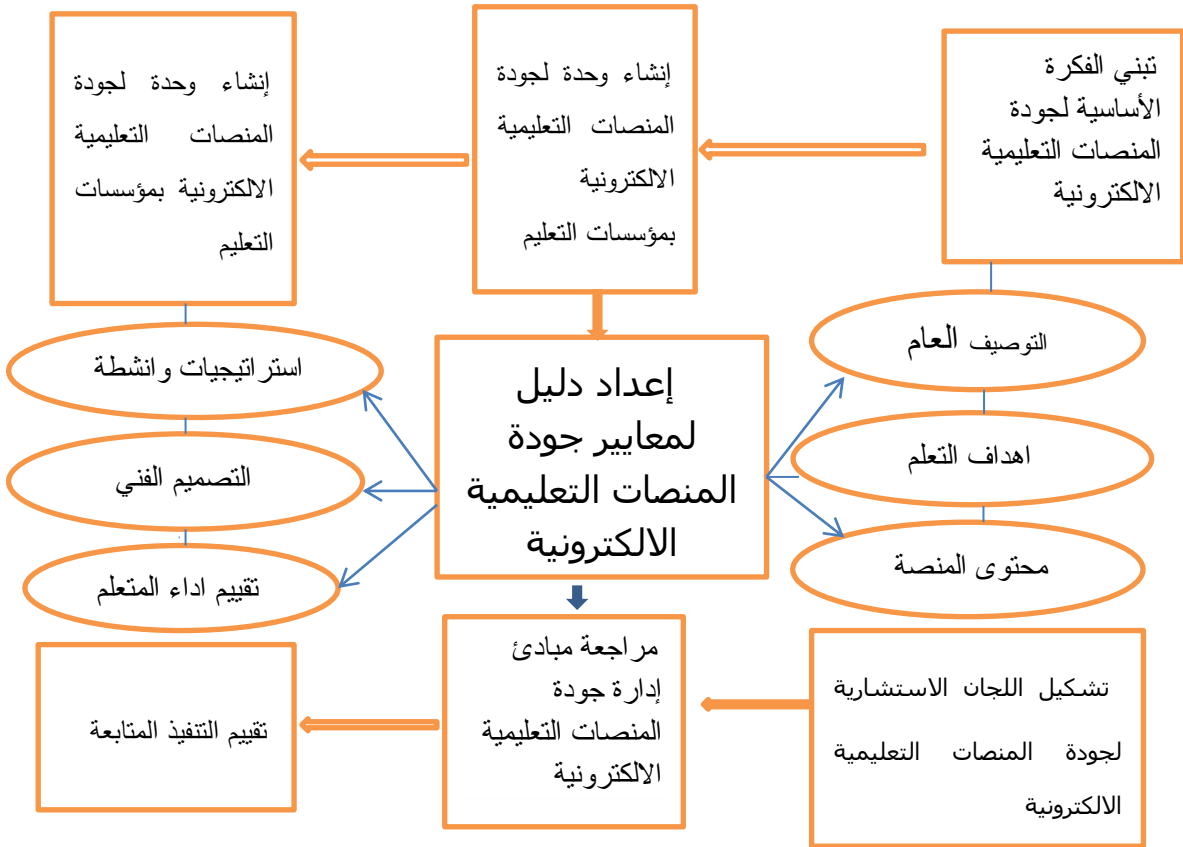 تبني الفكرة
الأساسية لجودة
المنصات التعليمية
الالكترونية
إنشاء وحدة لجودة
المنصات التعليمية
الالكترونية
بمؤسسات التعليم
إنشاء وحدة لجودة
المنصات التعليمية
الالكترونية بمؤسسات
التعليم
التوصيف العام
اهداف التعلم
محتوى المنصة
إعداد دليل
لمعايير جودة
المنصات التعليمية
الالكترونية
استراتيجيات وانشطة
التصميم الفني
تقييم اداء المتعلم
تشكيل اللجان الاستشارية
لجودة المنصات التعليمية
الالكترونية
مراجعة مبادئ
إدارة جودة
المنصات التعليمية
الالكترونية
تقييم التنفيذ المتابعة